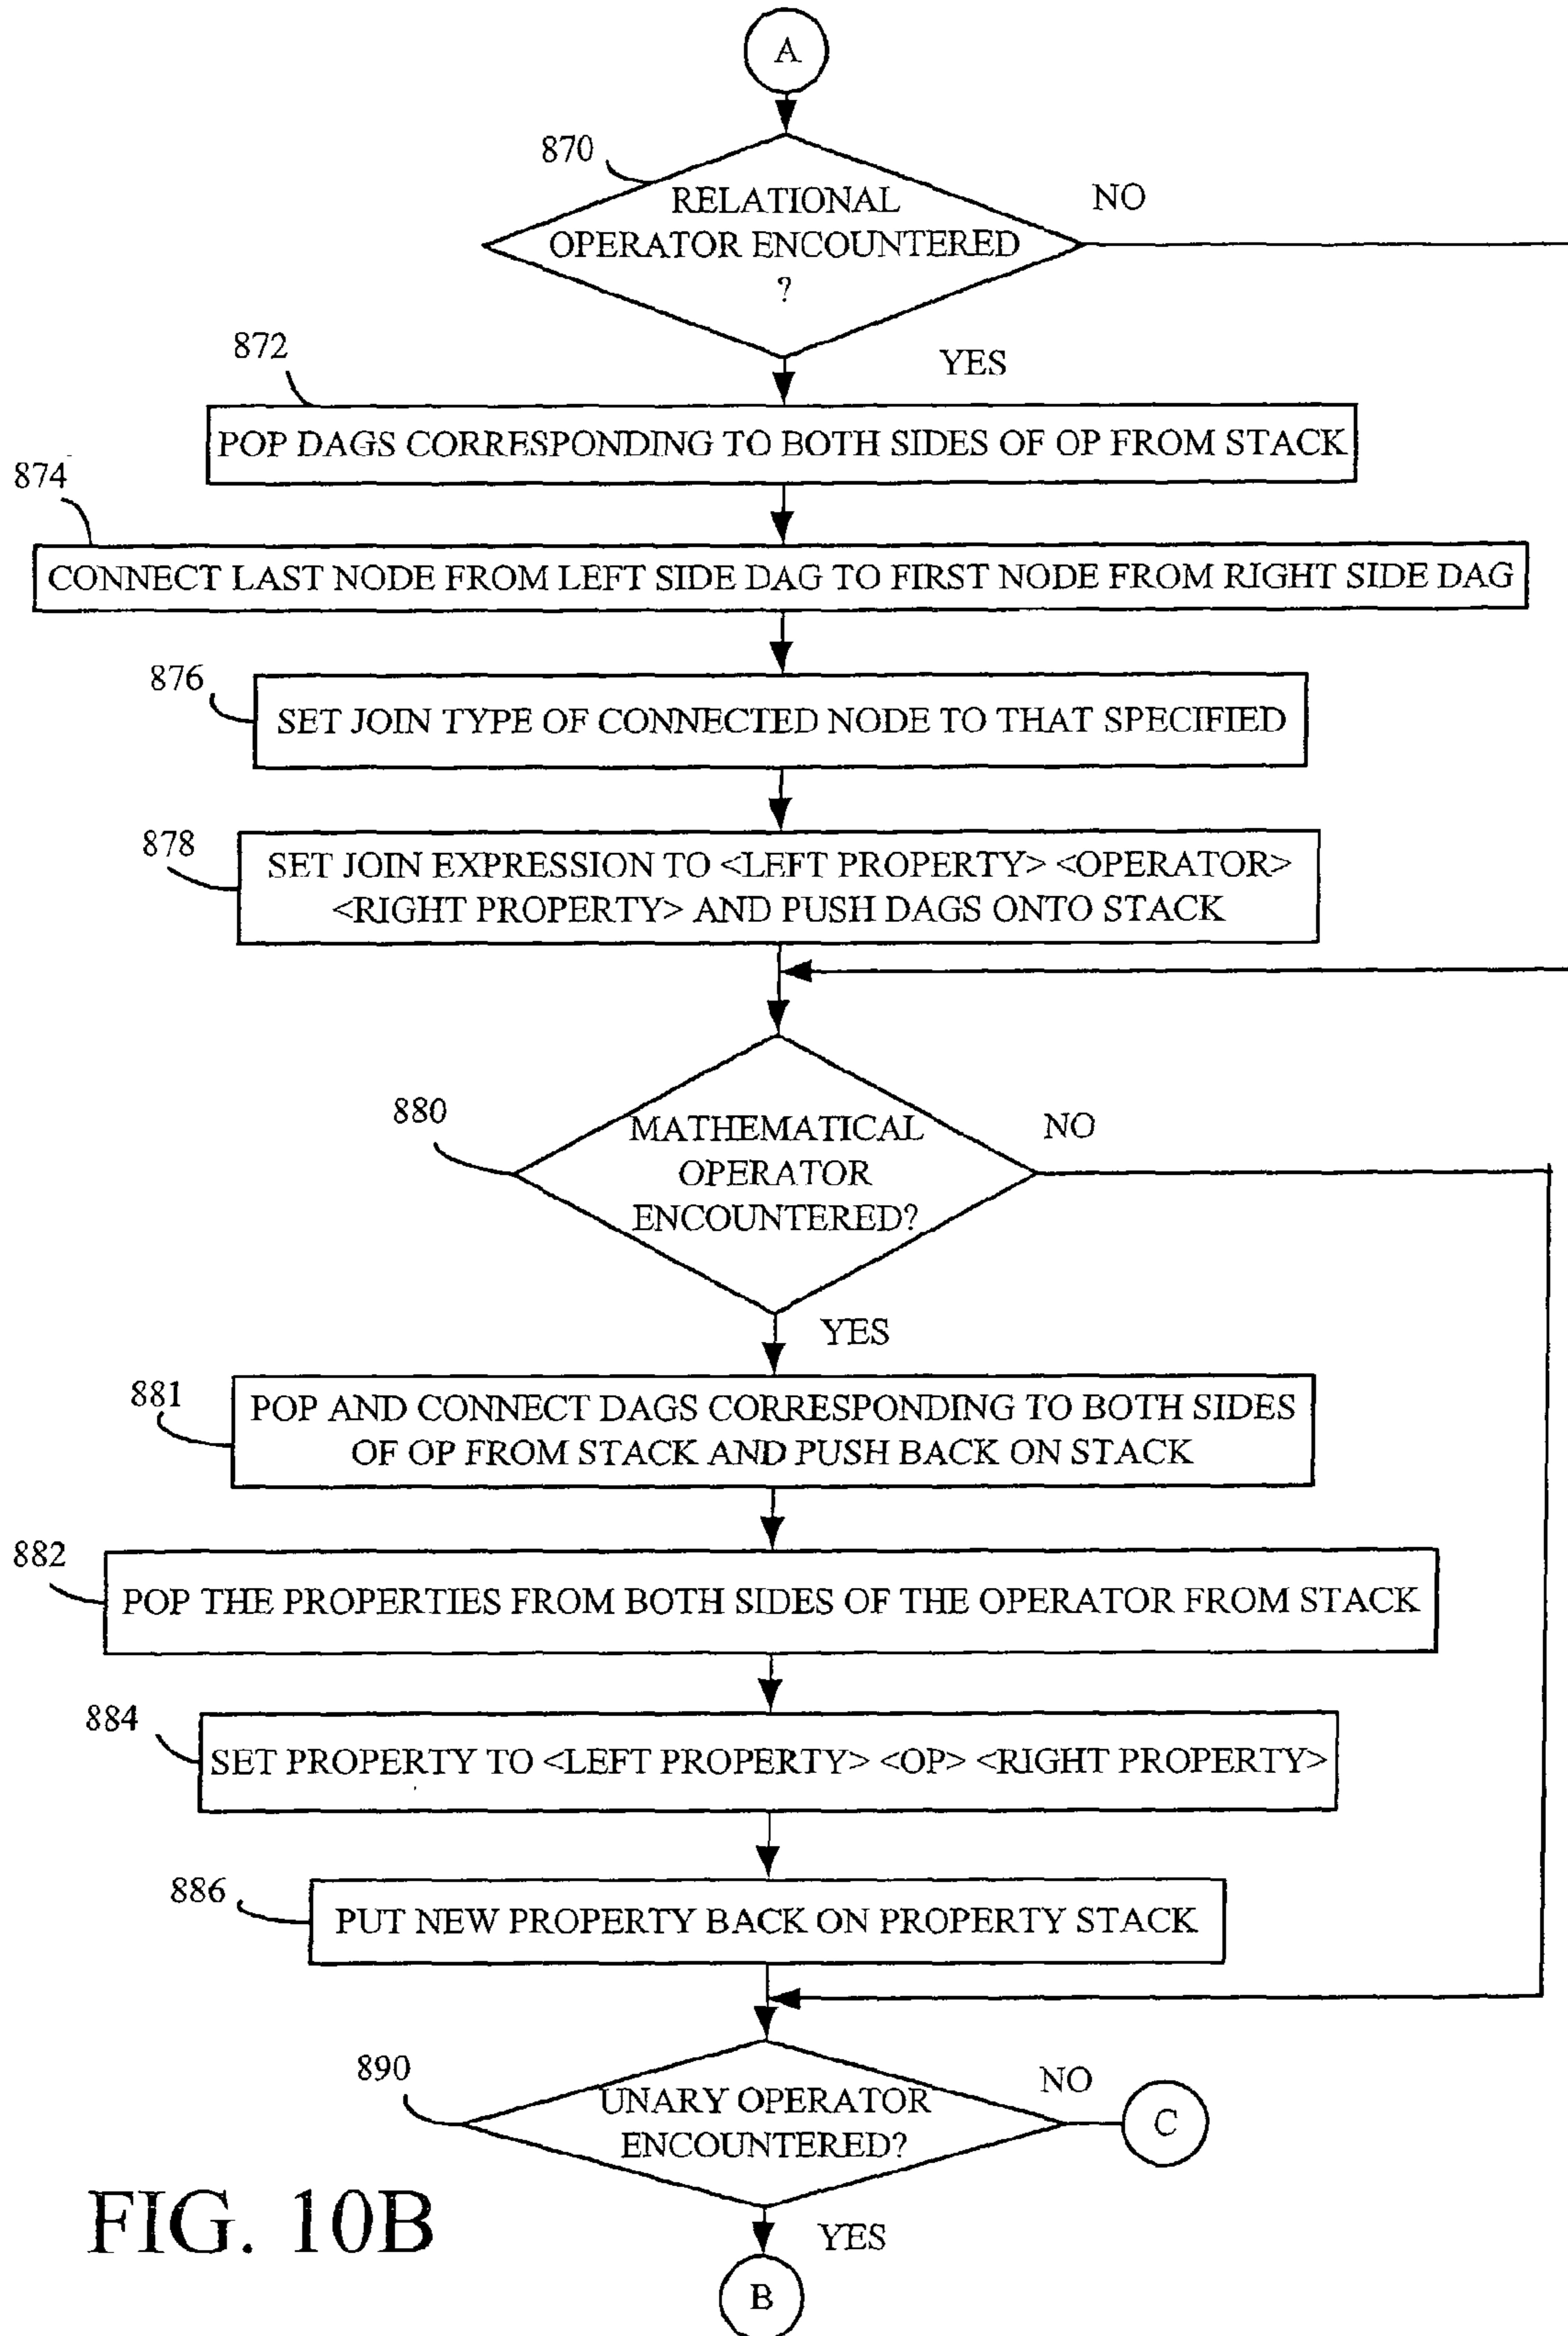 A
870
RELATIONAL
OPERATOR ENCOUNTERED
?
NO
YES
872
POP DAGS CORRESPONDING TO BOTH SIDES OF OP FROM STACK
874
CONNECT LAST NODE FROM LEFT SIDE DAG TO FIRST NODE FROM RIGHT SIDE DAG
876
SET JOIN TYPE OF CONNECTED NODE TO THAT SPECIFIED
878
SET JOIN EXPRESSION TO <LEFT PROPERTY> <OPERATOR>
<RIGHT PROPERTY> AND PUSH DAGS ONTO STACK
880
MATHEMATICAL
OPERATOR
ENCOUNTERED?
NO
YES
881
POP AND CONNECT DAGS CORRESPONDING TO BOTH SIDES
OF OP FROM STACK AND PUSH BACK ON STACK
882
POP THE PROPERTIES FROM BOTH SIDES OF THE OPERATOR FROM STACK
884
SET PROPERTY TO <LEFT PROPERTY> <OP> <RIGHT PROPERTY>
886
PUT NEW PROPERTY BACK ON PROPERTY STACK
890
UNARY OPERATOR
ENCOUNTERED?
NO
C
YES
B
FIG. 10B